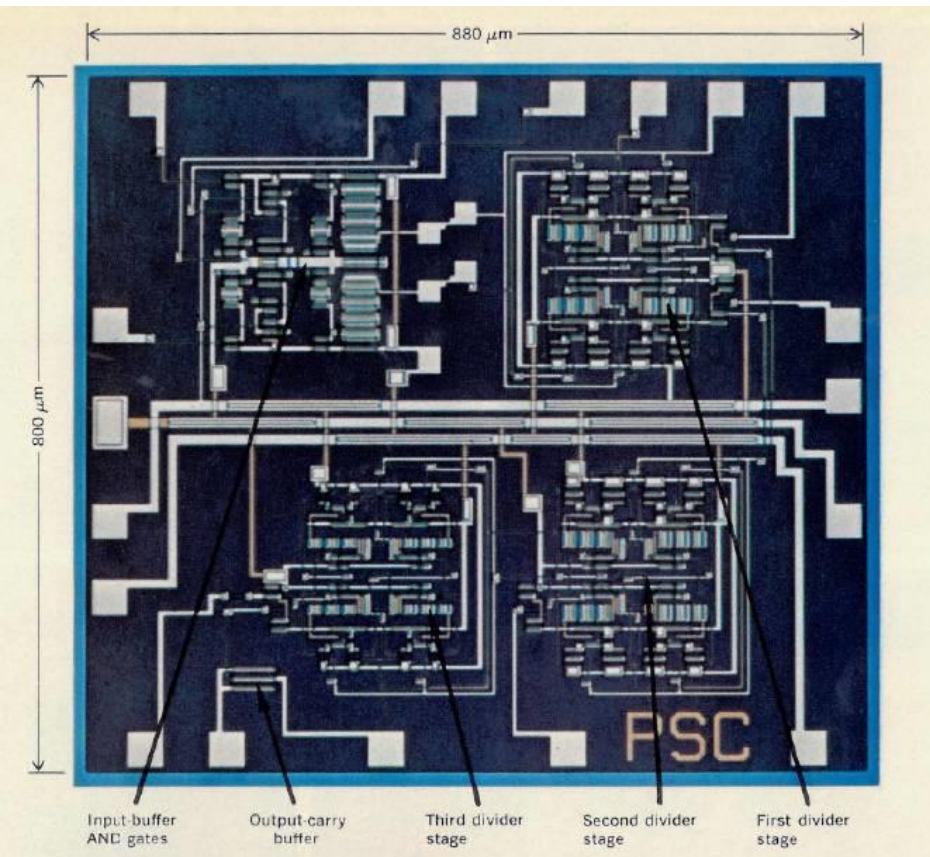 880 μm
800 μm
PSC
Input-buffer
AND gates
Output-carry
buffer
Third divider
stage
Second divider
stage
First divider
stage